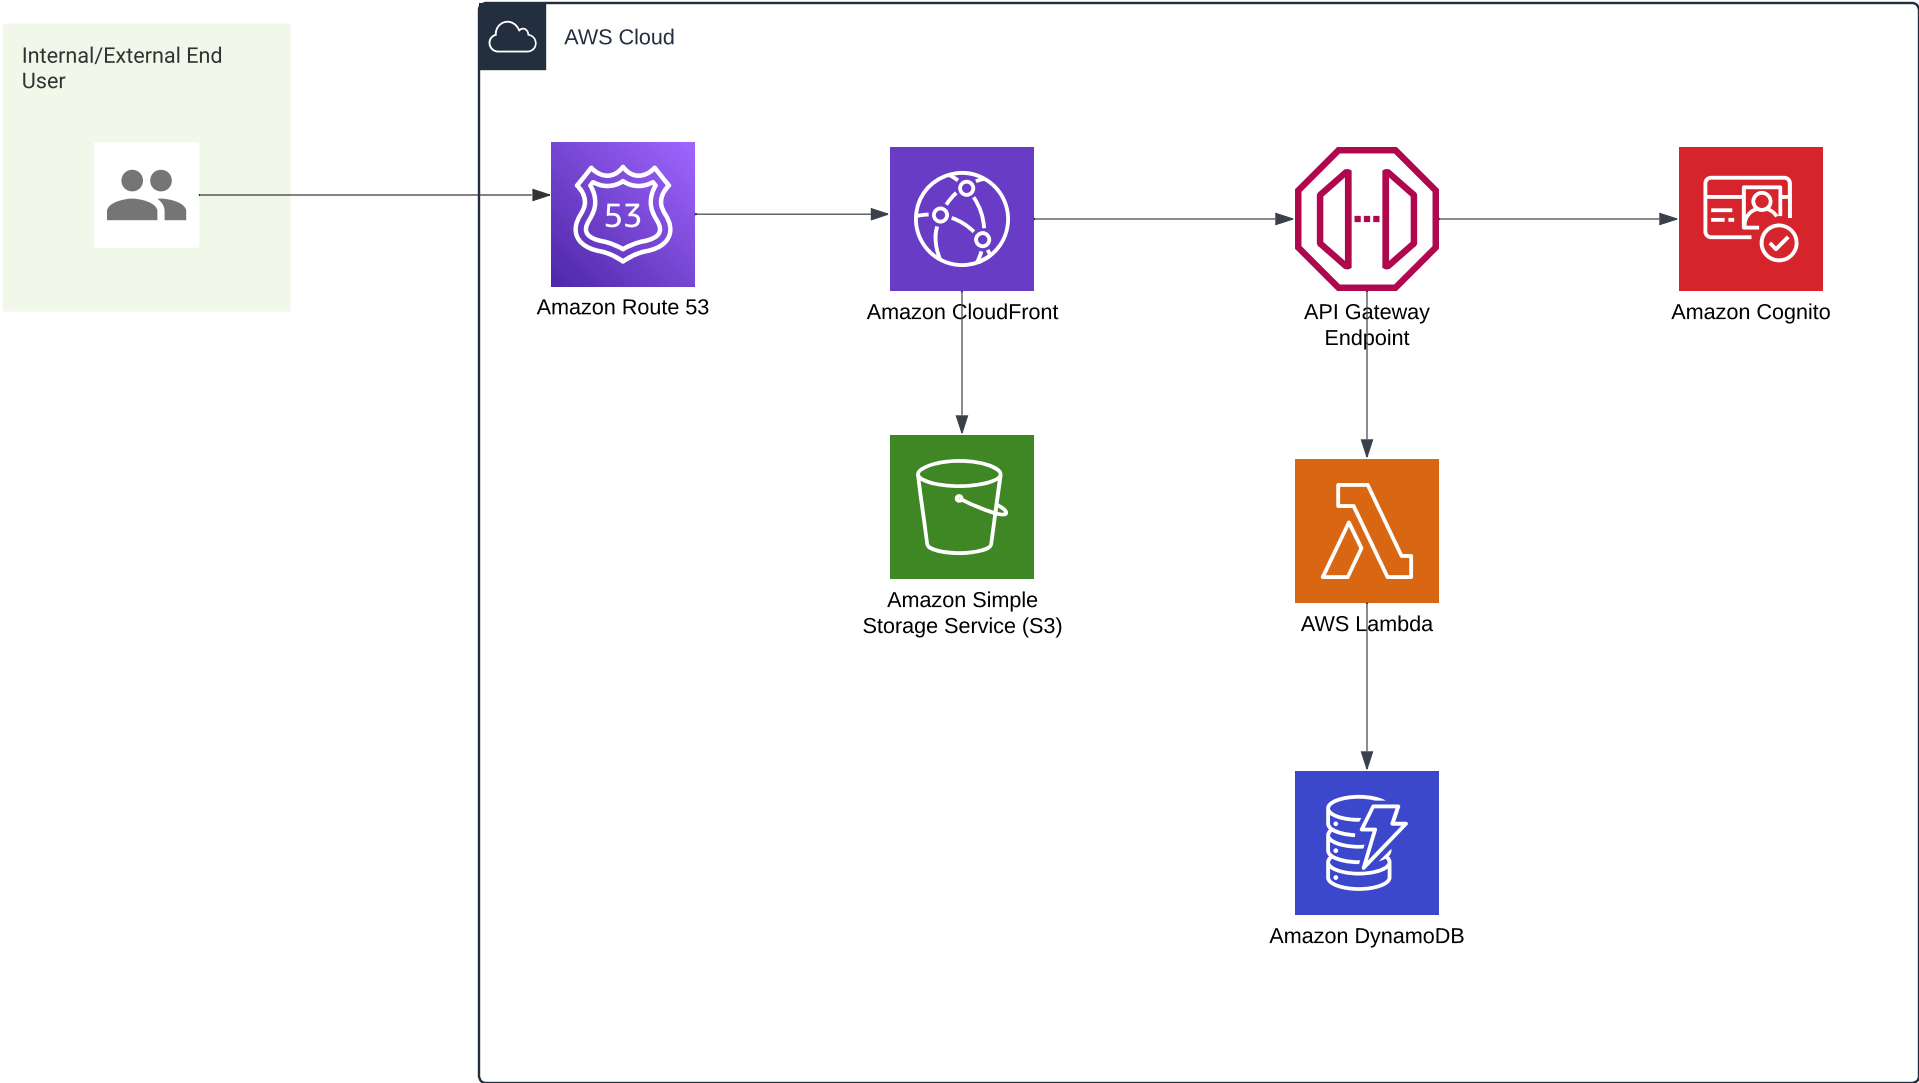 Internal/External End
User
AWS Cloud
53
Amazon Route 53
Amazon CloudFront
API Gateway
Endpoint
Amazon Cognito
Amazon Simple
Storage Service (S3)
AWS Lambda
Amazon DynamoDB